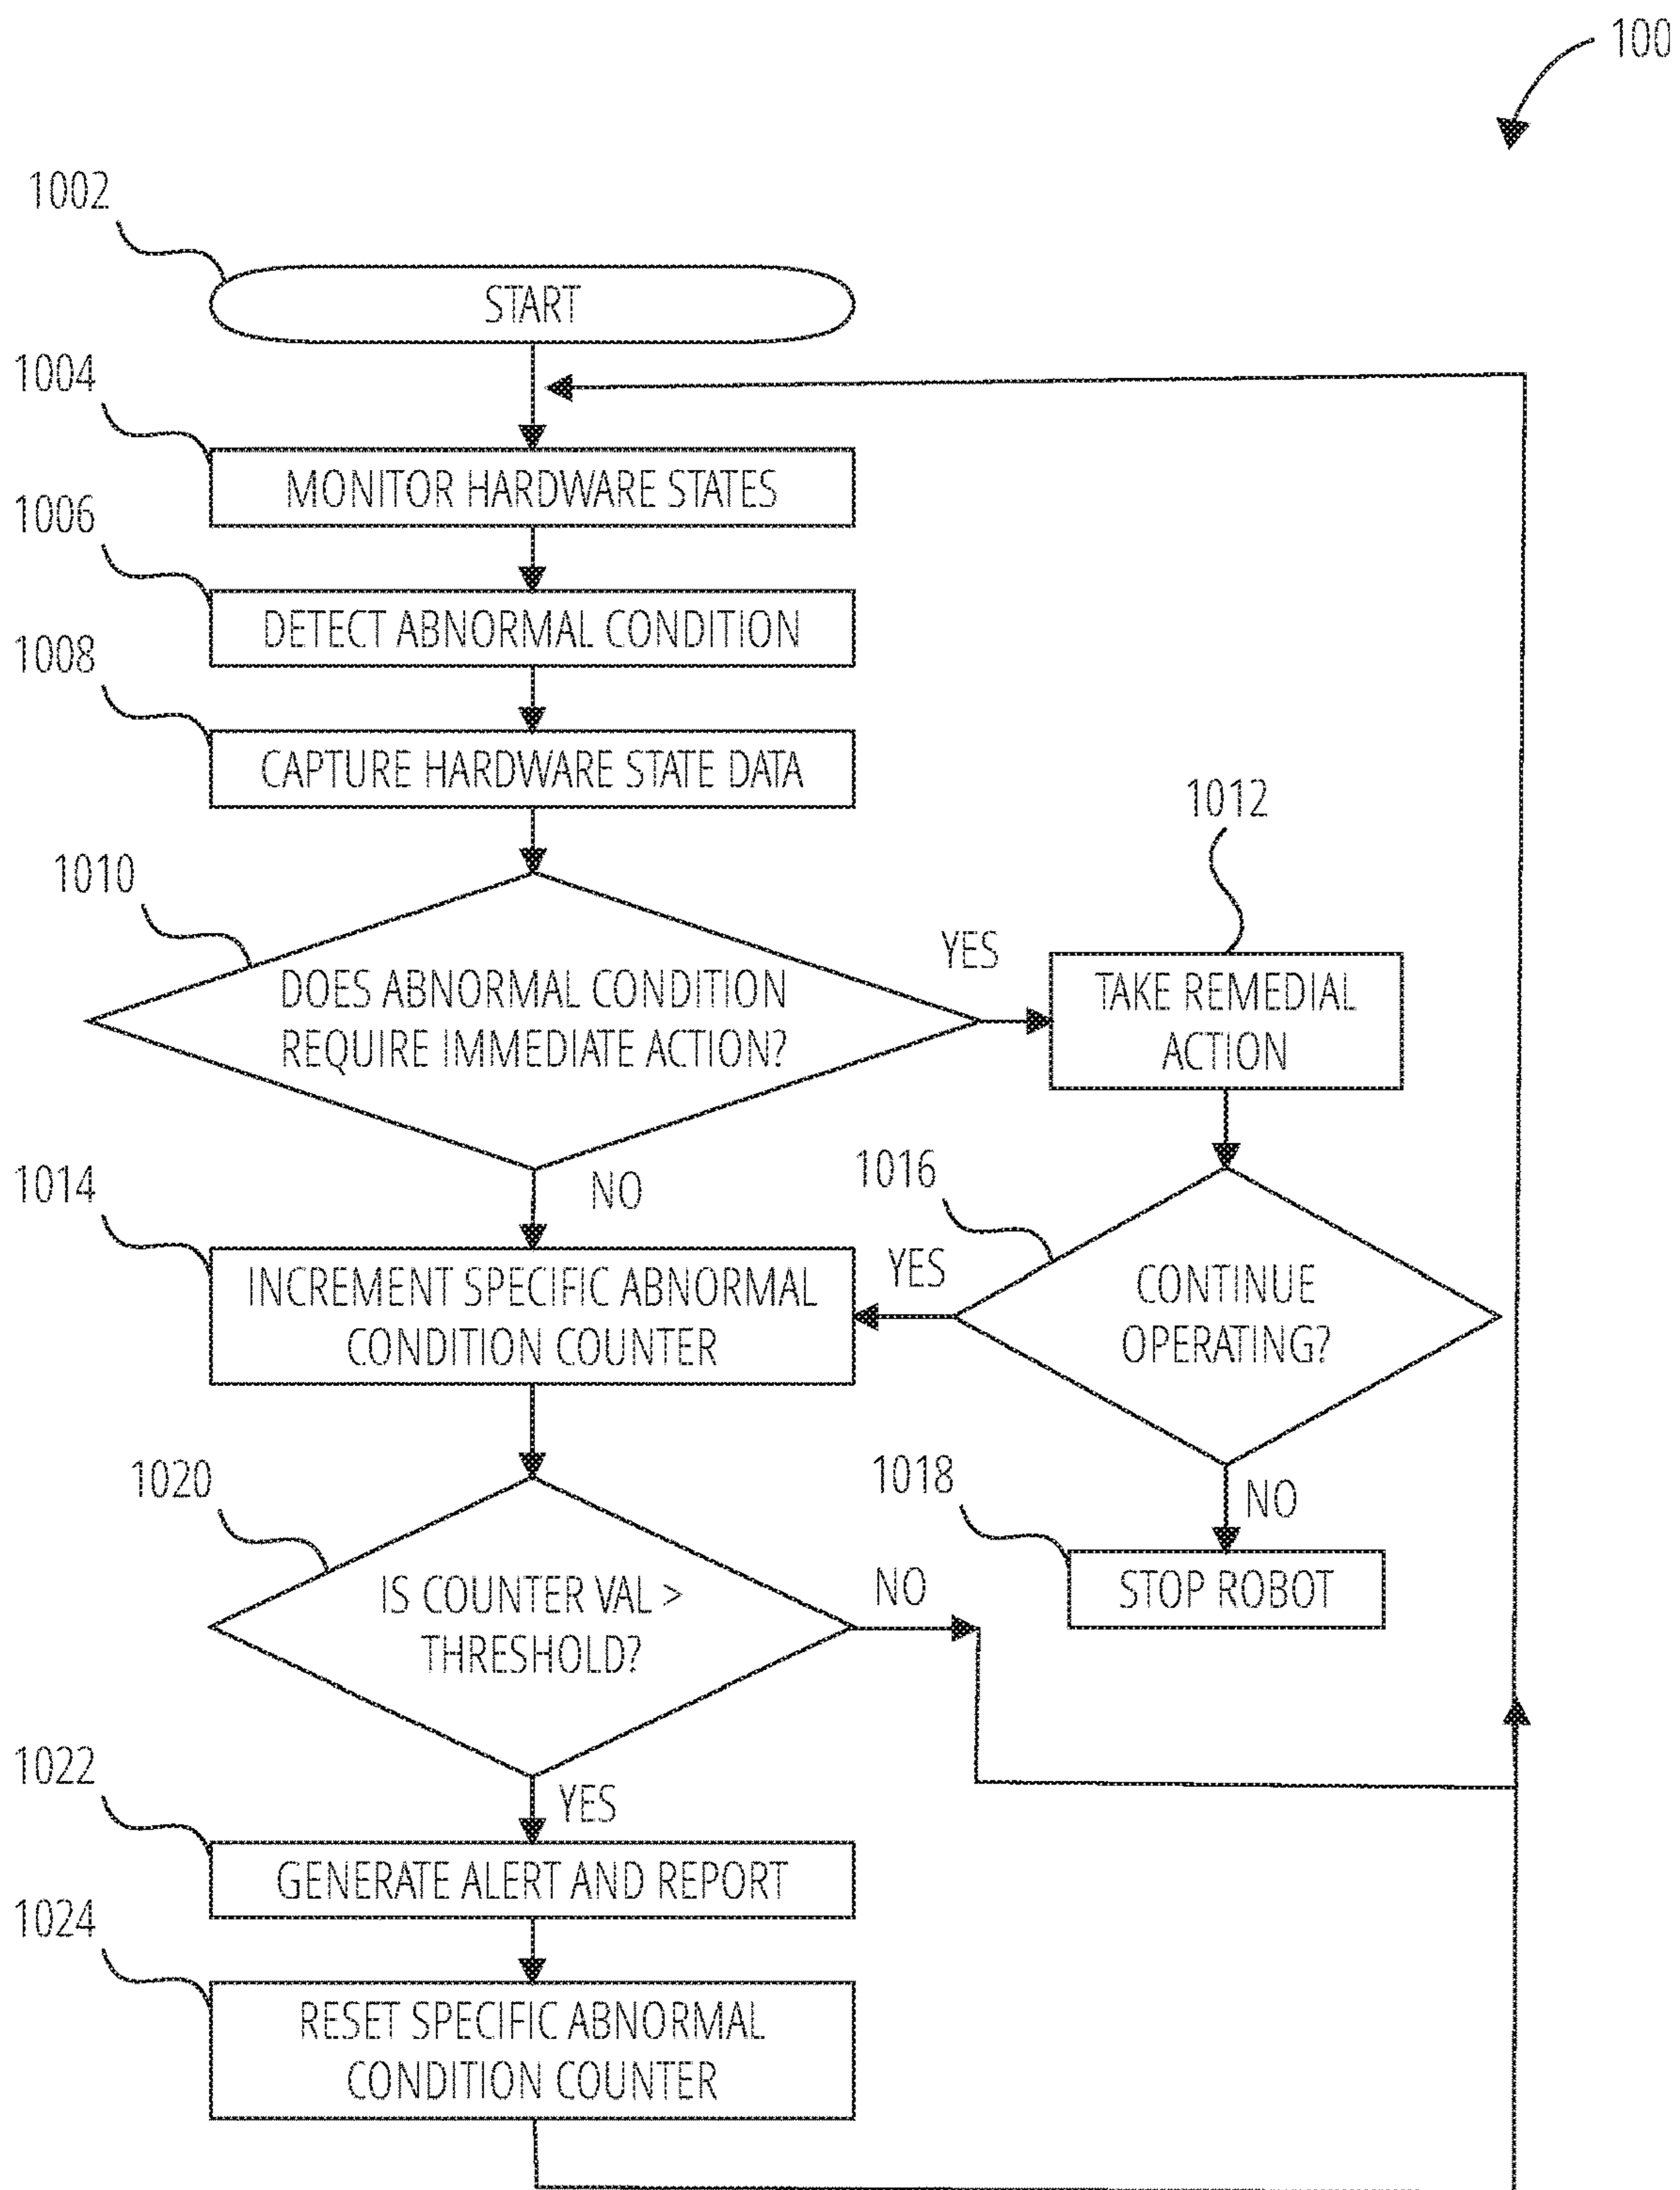 100
1002
START
1004
MONITOR HARDWARE STATES
1006
DETECT ABNORMAL CONDITION
1008
CAPTURE HARDWARE STATE DATA
1010
DOES ABNORMAL CONDITION
REQUIRE IMMEDIATE ACTION?
YES
1012
TAKE REMEDIAL
ACTION
NO
1014
INCREMENT SPECIFIC ABNORMAL
CONDITION COUNTER
YES
1016
CONTINUE
OPERATING?
NO
1018
STOP ROBOT
1020
IS COUNTER VAL >
THRESHOLD?
NO
YES
1022
GENERATE ALERT AND REPORT
1024
RESET SPECIFIC ABNORMAL
CONDITION COUNTER